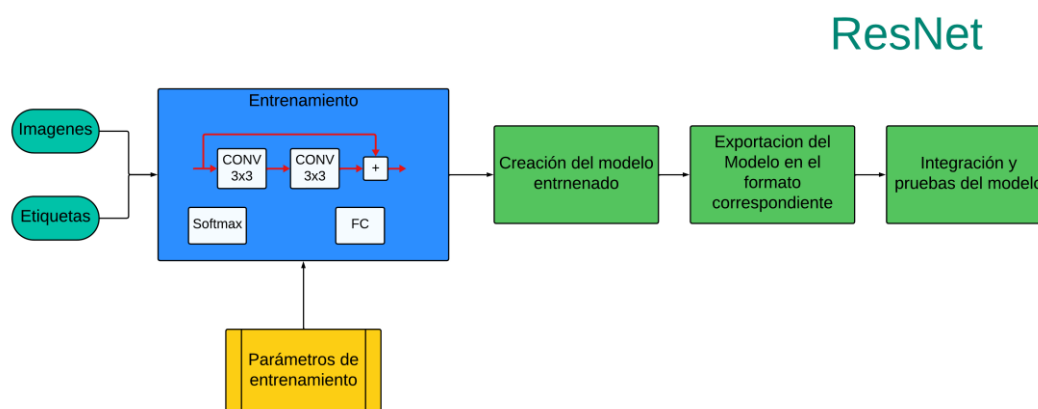 ResNet
Imagenes
Etiquetas
Entrenamiento
CONV
3x3
CONV
3x3
+
Softmax
FC
Parámetros de
entrenamiento
Creación del modelo
entrnenado
Exportacion del
Modelo en el
formato
correspondiente
Integración y
pruebas del modelo